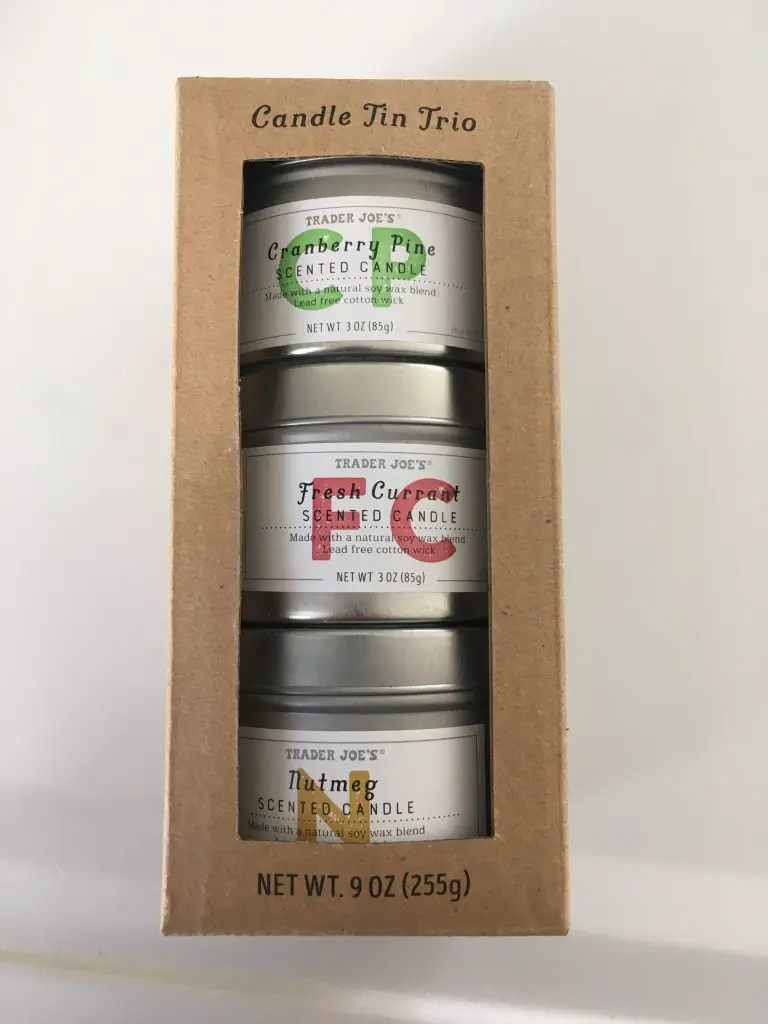 Candle Tin Trio
TRADER JOE'S®
CP
Cranberry Pine
SCENTED CANDLE
Made with a natural soy wax blend
Lead free cotton wick
NET WT. 3 OZ (85g)
TRADER JOE'S®
FC
Fresh Currant
SCENTED CANDLE
Made with a natural soy wax blend
Lead free cotton wick
NET WT 3 OZ (85g)
TRADER JOE'S®
N
Nutmeg
SCENTED CANDLE
Made with a natural soy wax blend
NET WT. 9 OZ (255g)